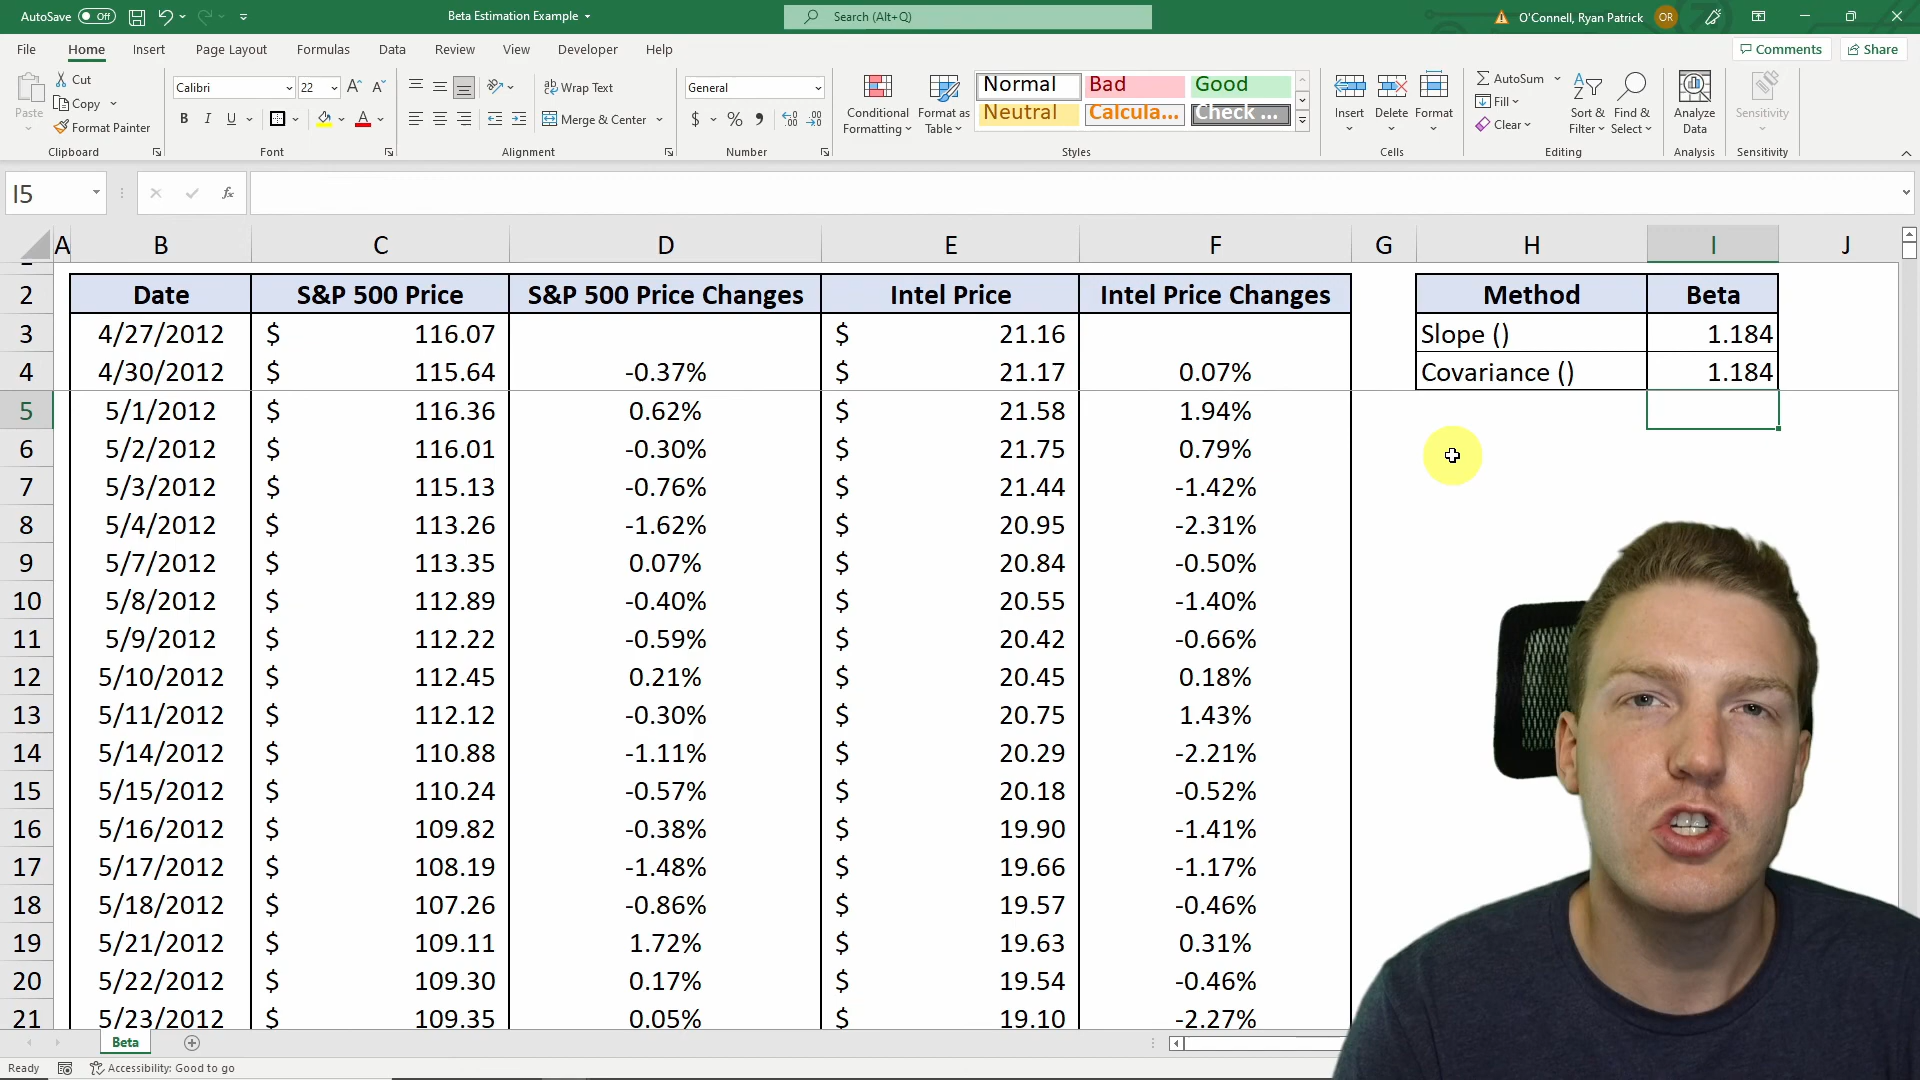 AutoSave Off Beta Estimation Example Search (Alt+Q) O'Connell, Ryan Patrick OR
File Home Insert Page Layout Formulas Data Review View Developer Help Comments Share
Paste Cut Copy Format Painter Clipboard
Calibri 22 B I U Font
Wrap Text Merge & Center Alignment
General $ % Number
Conditional Formatting Format as Table Normal Bad Good Neutral Calcula... Check ... Styles
Insert Delete Format Cells
AutoSum Fill Clear Sort & Filter Find & Select Editing
Analyze Data Analysis
Sensitivity Sensitivity
I5 fx
A B C D E F G H I J
2 Date S&P 500 Price S&P 500 Price Changes Intel Price Intel Price Changes Method Beta
3 4/27/2012 $ 116.07 $ 21.16 Slope () 1.184
4 4/30/2012 $ 115.64 -0.37% $ 21.17 0.07% Covariance () 1.184
5 5/1/2012 $ 116.36 0.62% $ 21.58 1.94%
6 5/2/2012 $ 116.01 -0.30% $ 21.75 0.79%
7 5/3/2012 $ 115.13 -0.76% $ 21.44 -1.42%
8 5/4/2012 $ 113.26 -1.62% $ 20.95 -2.31%
9 5/7/2012 $ 113.35 0.07% $ 20.84 -0.50%
10 5/8/2012 $ 112.89 -0.40% $ 20.55 -1.40%
11 5/9/2012 $ 112.22 -0.59% $ 20.42 -0.66%
12 5/10/2012 $ 112.45 0.21% $ 20.45 0.18%
13 5/11/2012 $ 112.12 -0.30% $ 20.75 1.43%
14 5/14/2012 $ 110.88 -1.11% $ 20.29 -2.21%
15 5/15/2012 $ 110.24 -0.57% $ 20.18 -0.52%
16 5/16/2012 $ 109.82 -0.38% $ 19.90 -1.41%
17 5/17/2012 $ 108.19 -1.48% $ 19.66 -1.17%
18 5/18/2012 $ 107.26 -0.86% $ 19.57 -0.46%
19 5/21/2012 $ 109.11 1.72% $ 19.63 0.31%
20 5/22/2012 $ 109.30 0.17% $ 19.54 -0.46%
21 5/23/2012 $ 109.35 0.05% $ 19.10 -2.27%
Beta
Ready Accessibility: Good to go